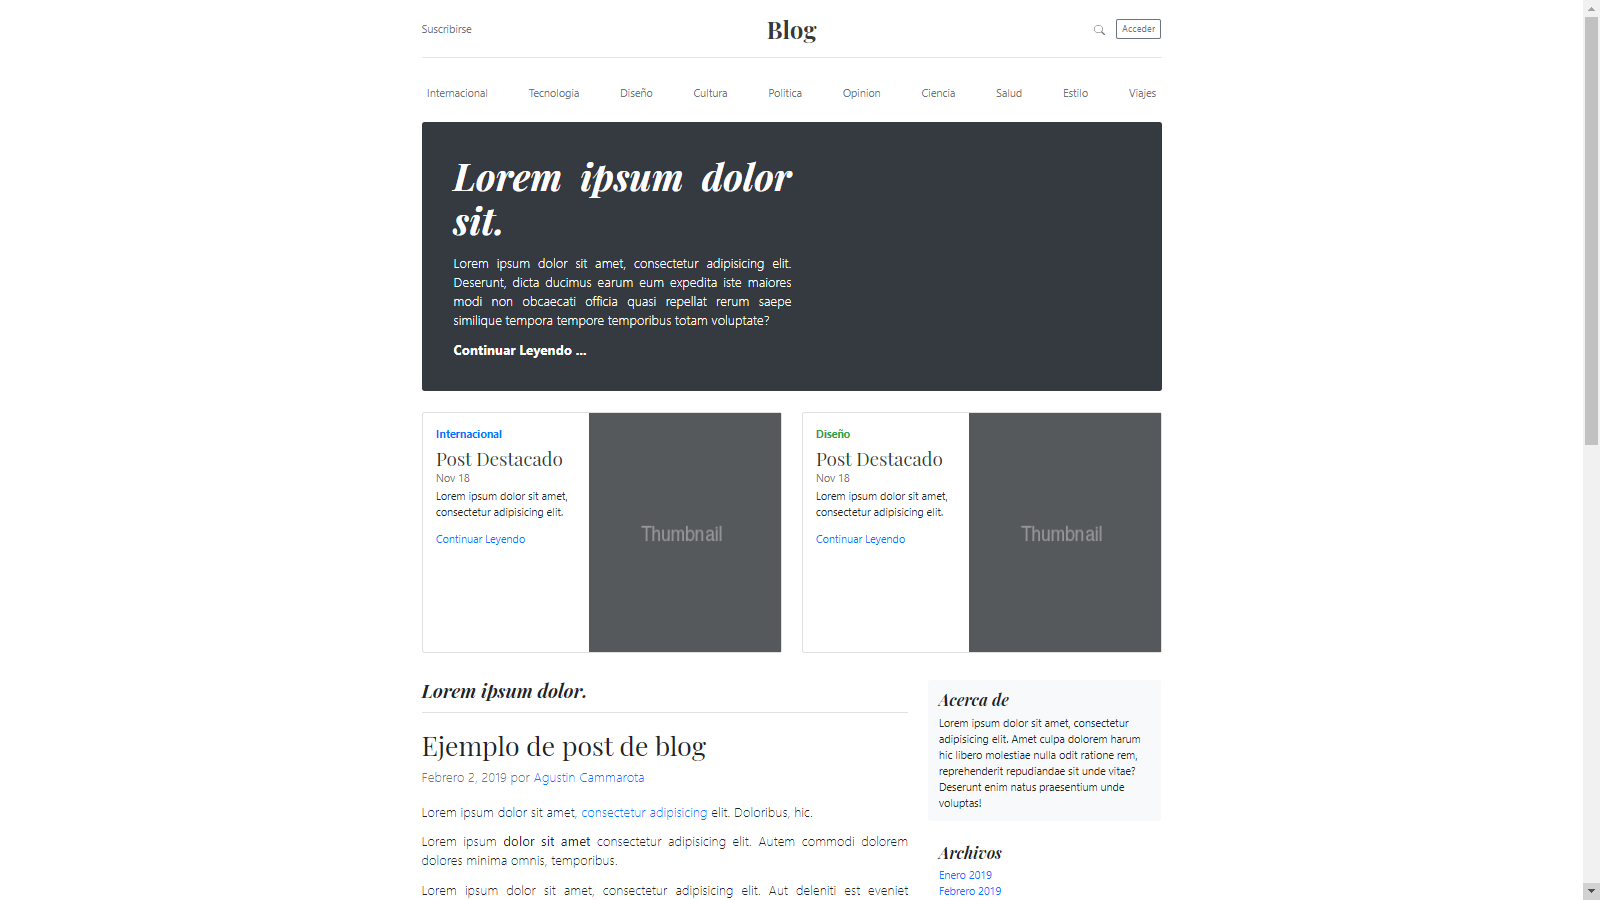 Suscribirse
Blog
Acceder
Internacional Tecnologia Diseño Cultura Politica Opinion Ciencia Salud Estilo Viajes
Lorem ipsum dolor
sit.
Lorem ipsum dolor sit amet, consectetur adipisicing elit.
Deserunt, dicta ducimus earum eum expedita iste maiores
modi non obcaecati officia quasi repellat rerum saepe
similique tempora tempore temporibus totam voluptate?
Continuar Leyendo ...
Internacional
Post Destacado
Nov 18
Lorem ipsum dolor sit amet,
consectetur adipisicing elit.
Continuar Leyendo
Thumbnail
Diseño
Post Destacado
Nov 18
Lorem ipsum dolor sit amet,
consectetur adipisicing elit.
Continuar Leyendo
Thumbnail
Lorem ipsum dolor.
Ejemplo de post de blog
Febrero 2, 2019 por Agustin Cammarota
Lorem ipsum dolor sit amet, consectetur adipisicing elit. Doloribus, hic.
Lorem ipsum dolor sit amet consectetur adipisicing elit. Autem commodi dolorem
dolores minima omnis, temporibus.
Lorem ipsum dolor sit amet, consectetur adipisicing elit. Aut deleniti est eveniet
Acerca de
Lorem ipsum dolor sit amet, consectetur
adipisicing elit. Amet culpa dolorem harum
hic libero molestiae nulla odit ratione rem,
reprehenderit repudiandae sit unde vitae?
Deserunt enim natus praesentium unde
voluptas!
Archivos
Enero 2019
Febrero 2019